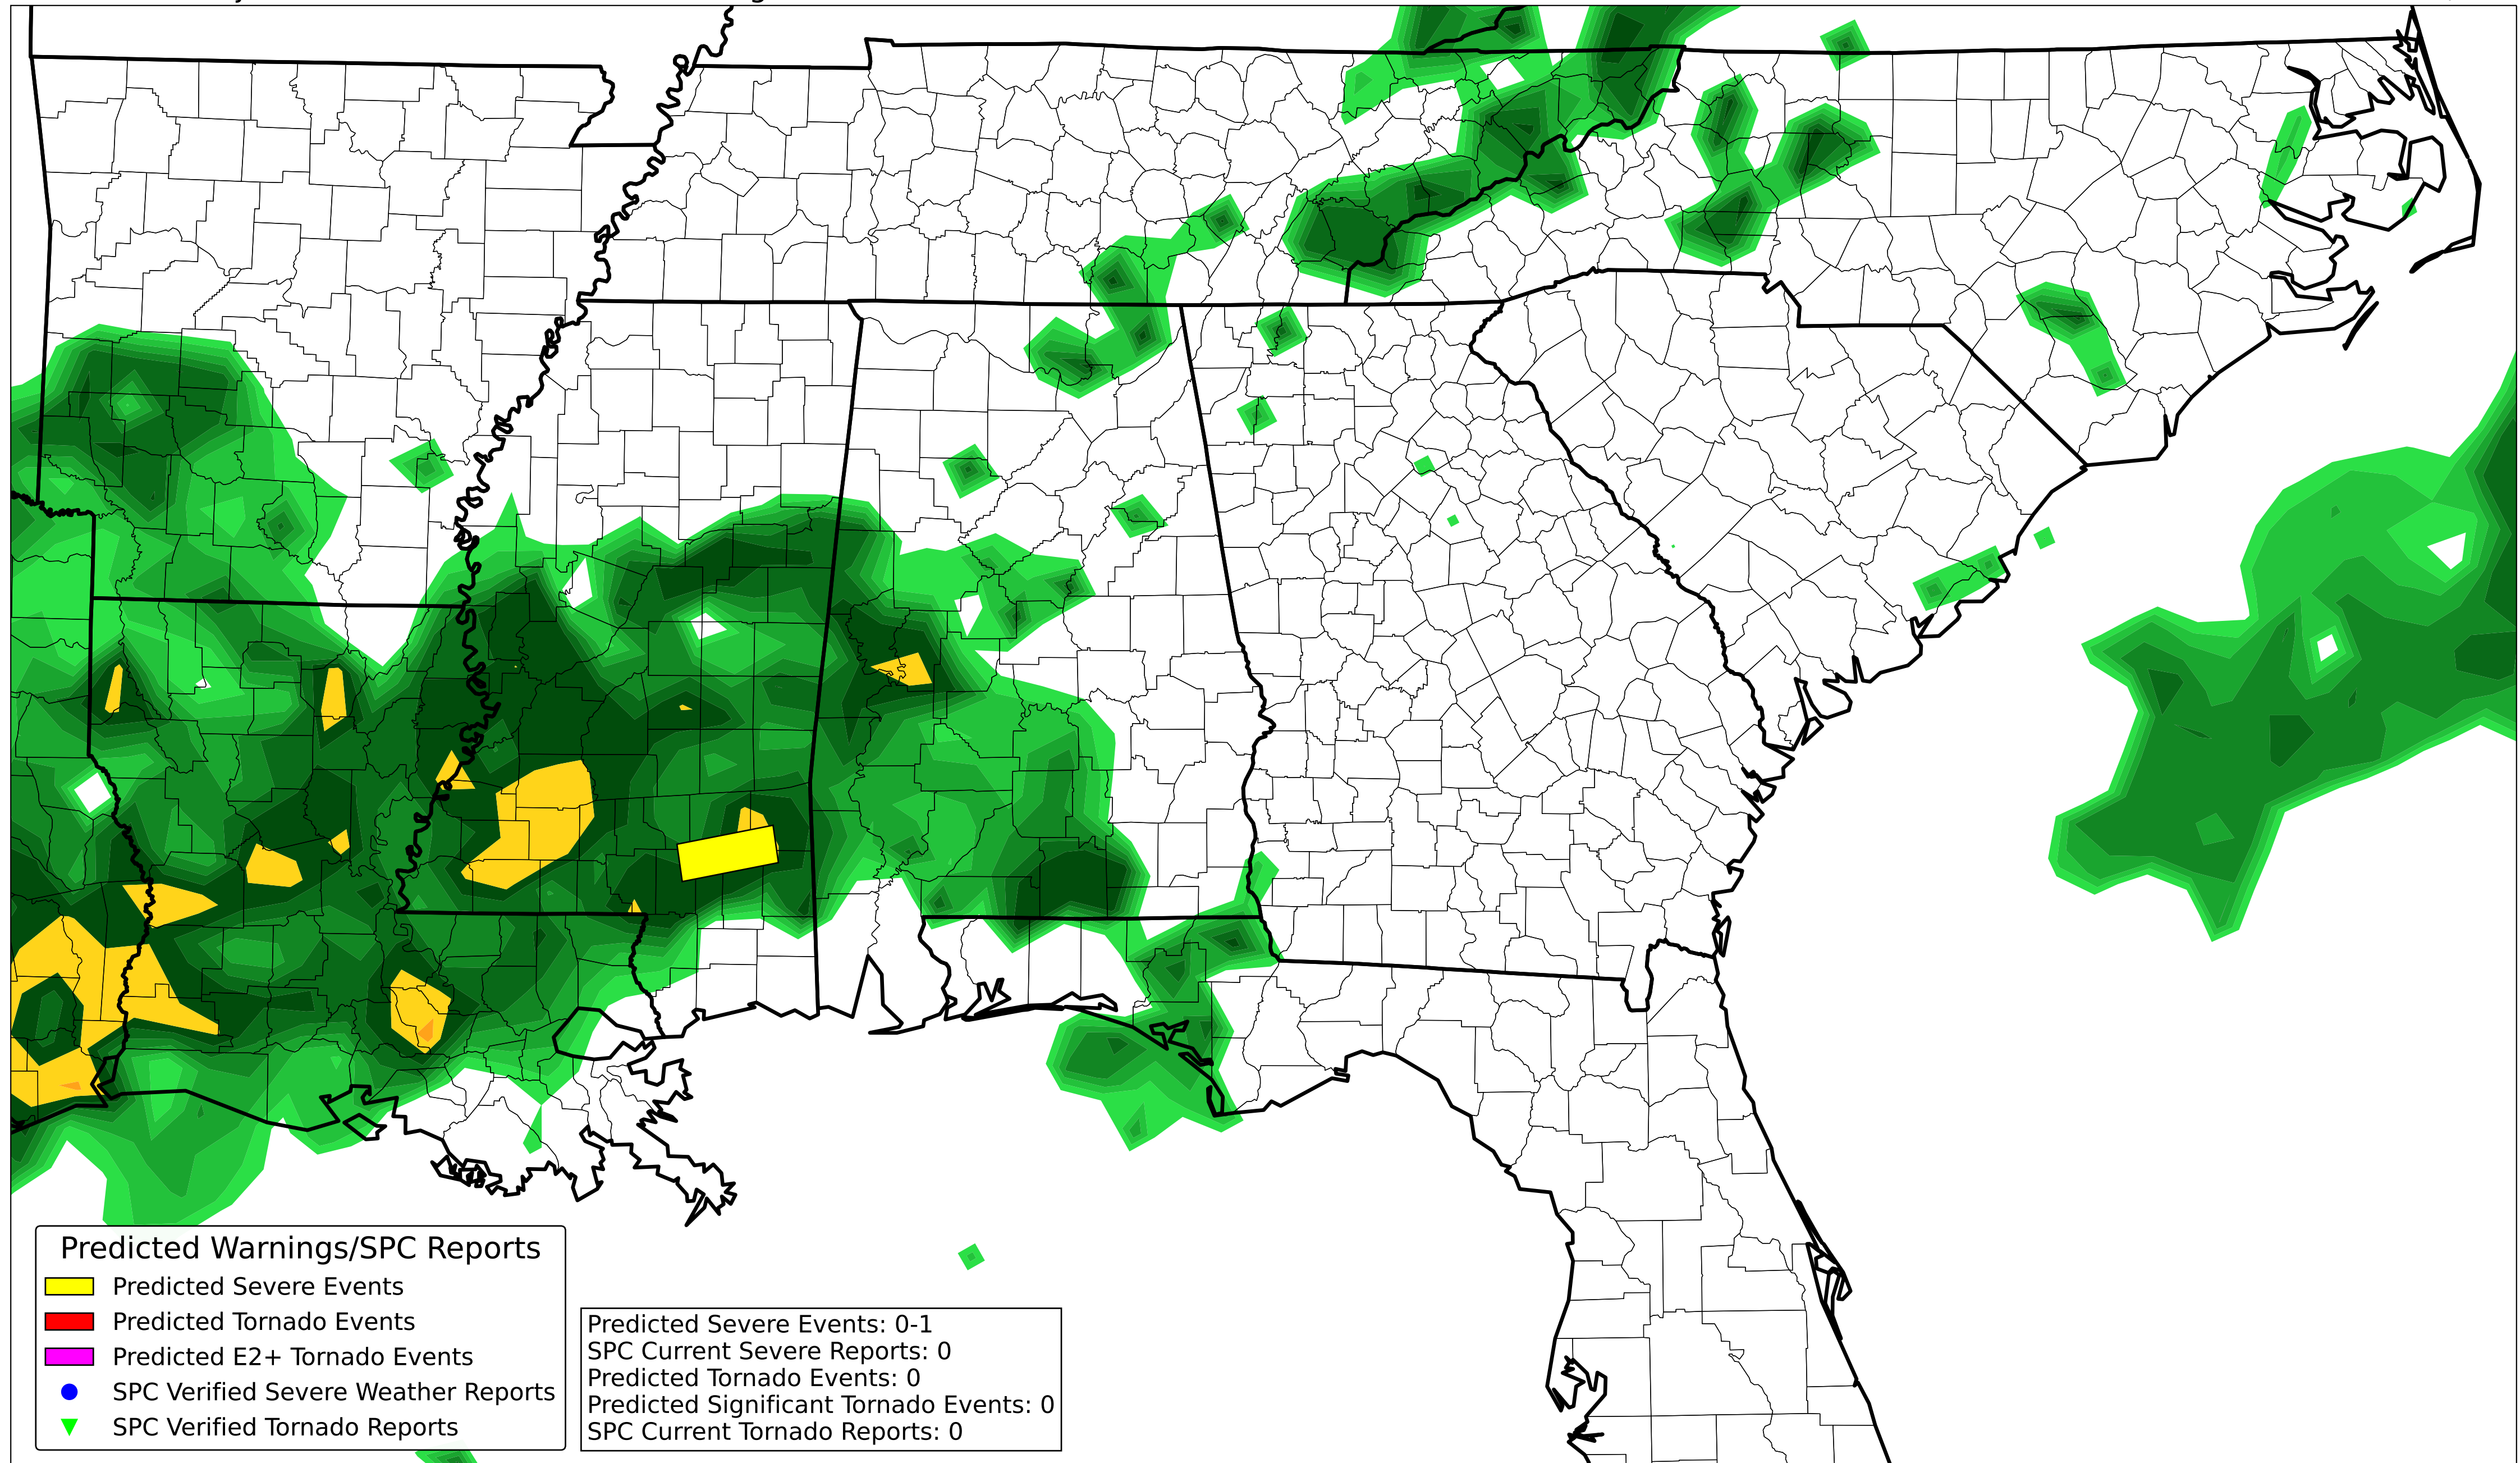 Predicted Warnings/SPC Reports
Predicted Severe Events
Predicted Tornado Events
Predicted E2+ Tornado Events
SPC Verified Severe Weather Reports
SPC Verified Tornado Reports
Predicted Severe Events: 0-1
SPC Current Severe Reports: 0
Predicted Tornado Events: 0
Predicted Significant Tornado Events: 0
SPC Current Tornado Reports: 0